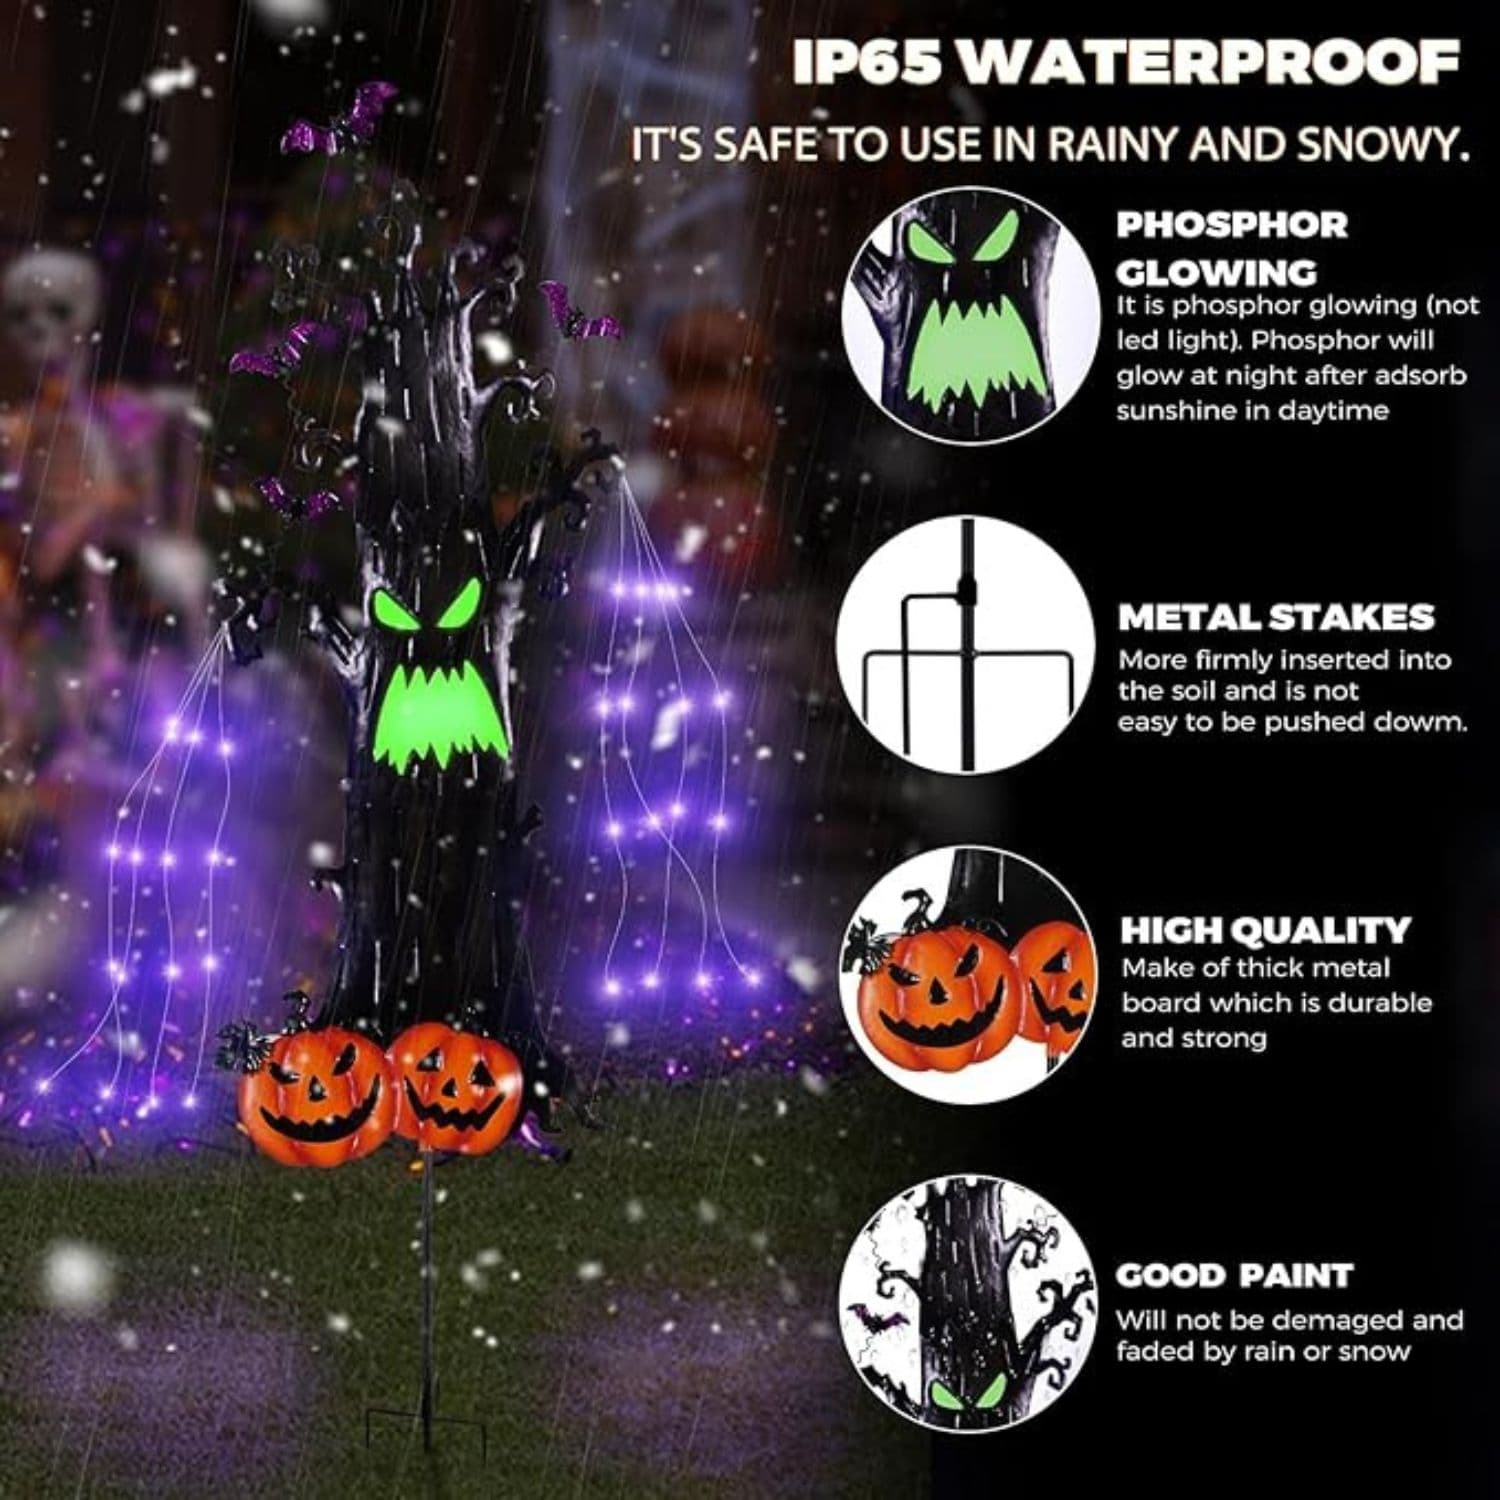 IP65 WATERPROOF
IT'S SAFE TO USE IN RAINY AND SNOWY.
PHOSPHOR
GLOWING
It is phosphor glowing (not
led light). Phosphor will
glow at night after adsorb
sunshine in daytime
METAL STAKES
More firmly inserted into
the soil and is not
easy to be pushed dowm.
HIGH QUALITY
Make of thick metal
board which is durable
and strong
GOOD PAINT
Will not be demaged and
faded by rain or snow